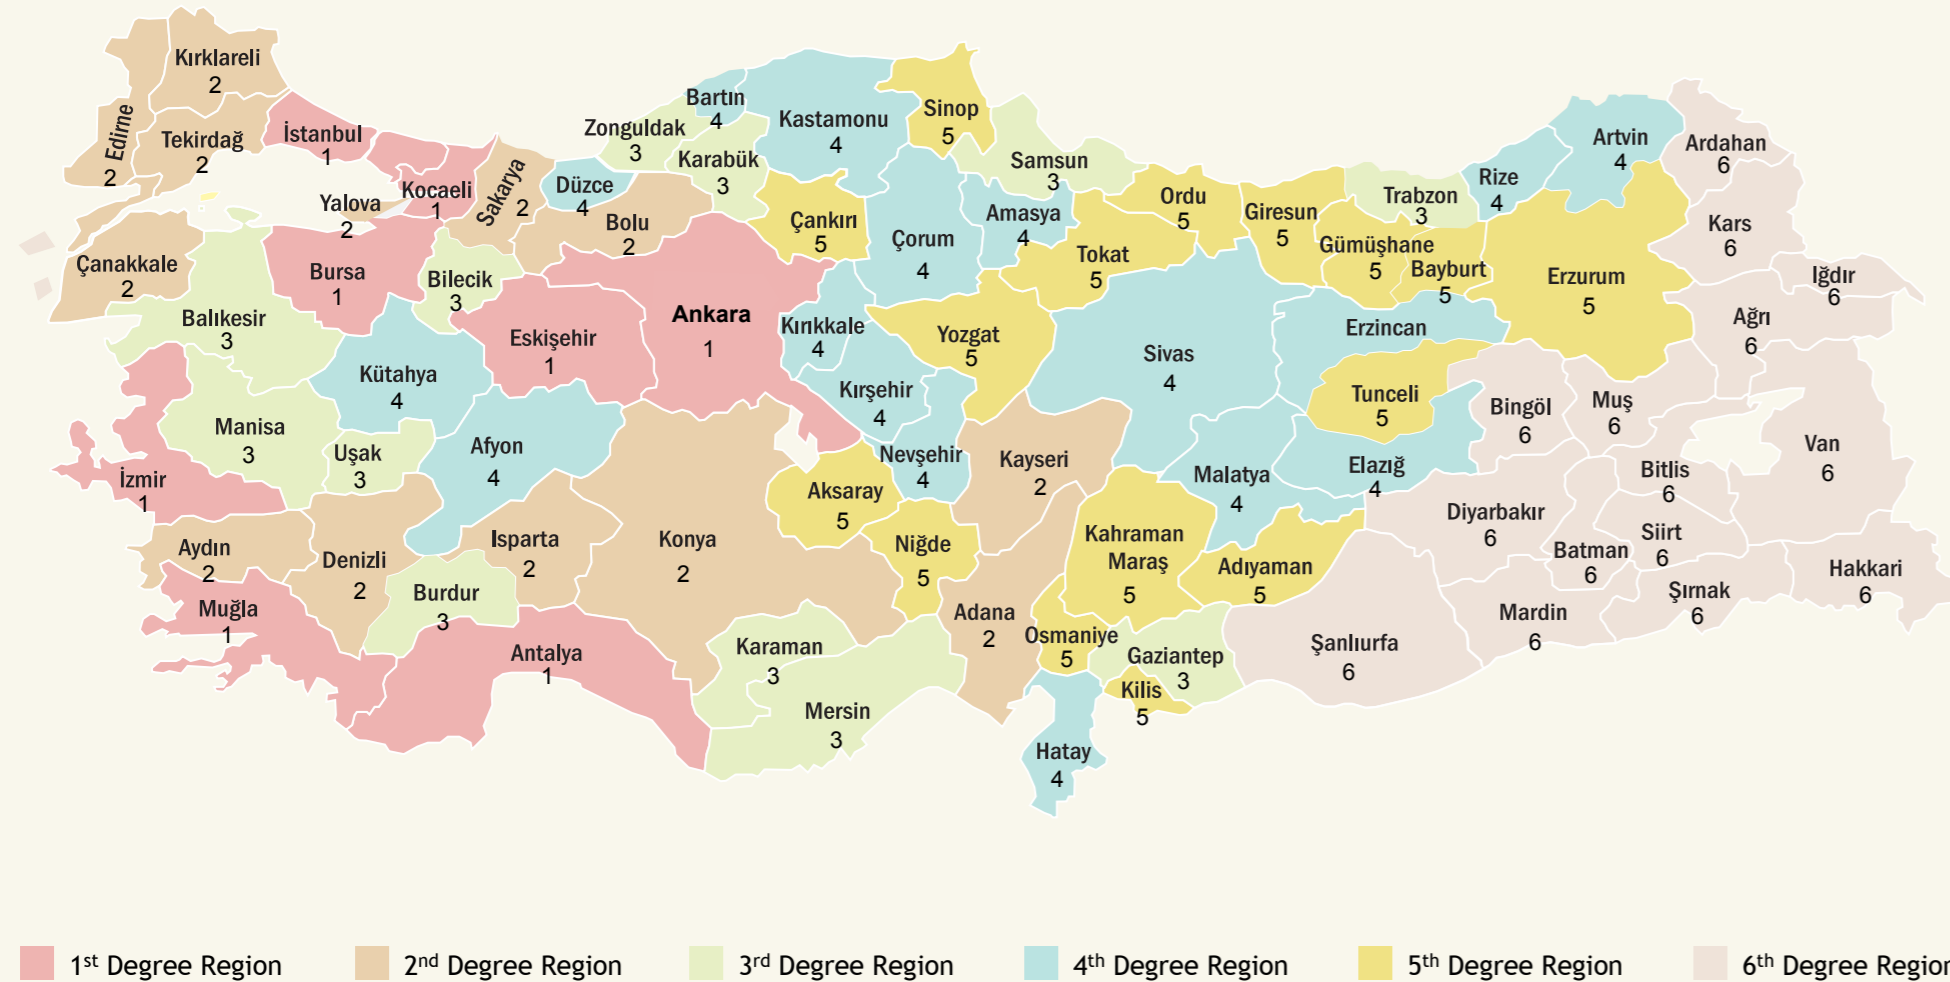 Kırklareli
2
Edirne
2
Tekirdağ
2
İstanbul
1
Yalova
2
Kocaeli
1
Sakarya
2
Düzce
4
Bolu
2
Zonguldak
3
Bartın
4
Karabük
3
Kastamonu
4
Sinop
5
Samsun
3
Çankırı
5
Çorum
4
Amasya
4
Tokat
5
Ordu
5
Giresun
5
Gümüşhane
5
Trabzon
3
Bayburt
5
Rize
4
Artvin
4
Ardahan
6
Kars
6
Iğdır
6
Ağrı
6
Erzurum
5
Erzincan
Çanakkale
2
Balıkesir
3
Bursa
1
Bilecik
3
Eskişehir
1
Ankara
1
Kırıkkale
4
Yozgat
5
Sivas
4
Tunceli
5
Bingöl
6
Muş
6
Van
6
Bitlis
6
Kütahya
4
Manisa
3
Uşak
3
Afyon
4
Kırşehir
4
Nevşehir
4
Kayseri
2
Malatya
4
Elazığ
4
Diyarbakır
6
Batman
6
Siirt
6
Şırnak
6
Hakkari
6
Mardin
6
İzmir
1
Aydın
2
Denizli
2
Isparta
2
Konya
2
Aksaray
5
Niğde
5
Kahraman
Maraş
5
Adıyaman
5
Şanlıurfa
6
Muğla
1
Burdur
3
Antalya
1
Karaman
3
Mersin
3
Adana
2
Osmaniye
5
Gaziantep
3
Kilis
5
Hatay
4
1st Degree Region
2nd Degree Region
3rd Degree Region
4th Degree Region
5th Degree Region
6th Degree Region